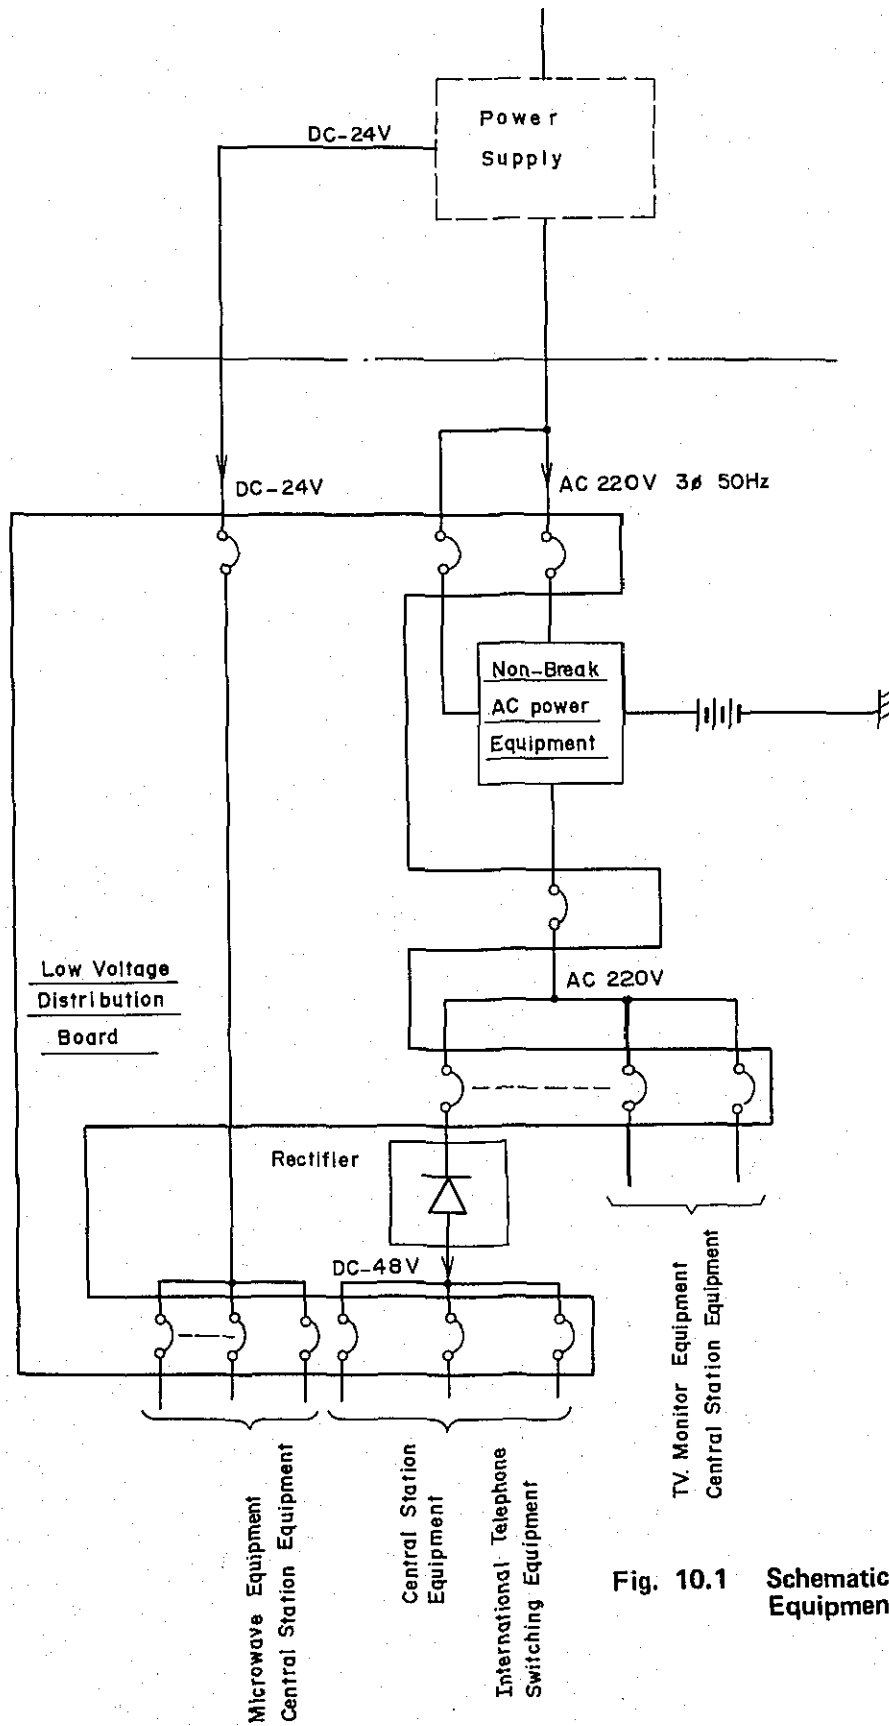 Power
Supply
DC-24V
DC-24V
AC 220V 3ø 50Hz
Non-Break
AC power
Equipment
Low Voltage
Distribution
Board
AC 220V
Rectifier
DC-48V
Microwave Equipment
Central Station Equipment
Central Station
Equipment
International Telephone
Switching Equipment
TV. Monitor Equipment
Central Station Equipment
Fig. 10.1 Schematic
Equipmen